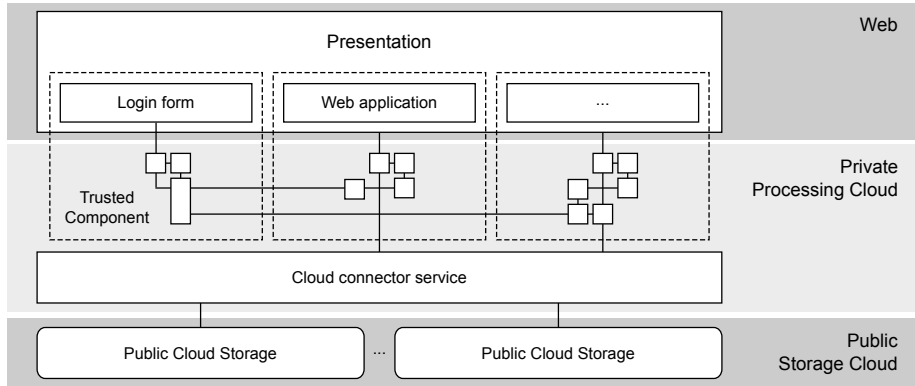 Web
Presentation
Login form
Web application
...
Private
Processing Cloud
Trusted
Component
Cloud connector service
Public Cloud Storage
...
Public Cloud Storage
Public
Storage Cloud